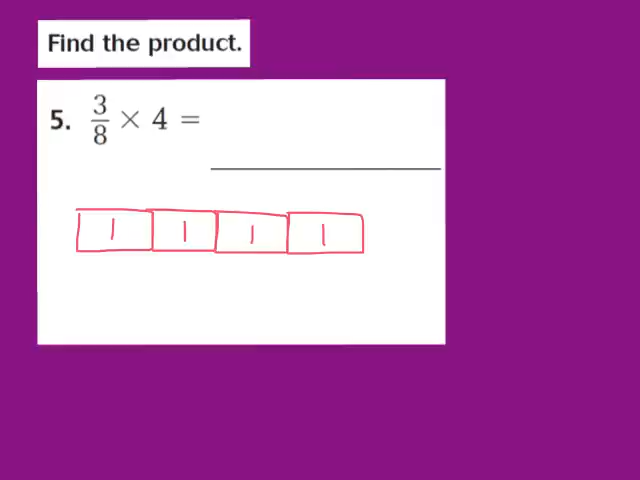 Find the product.
5. 3/8 × 4 =
1 1 1 1